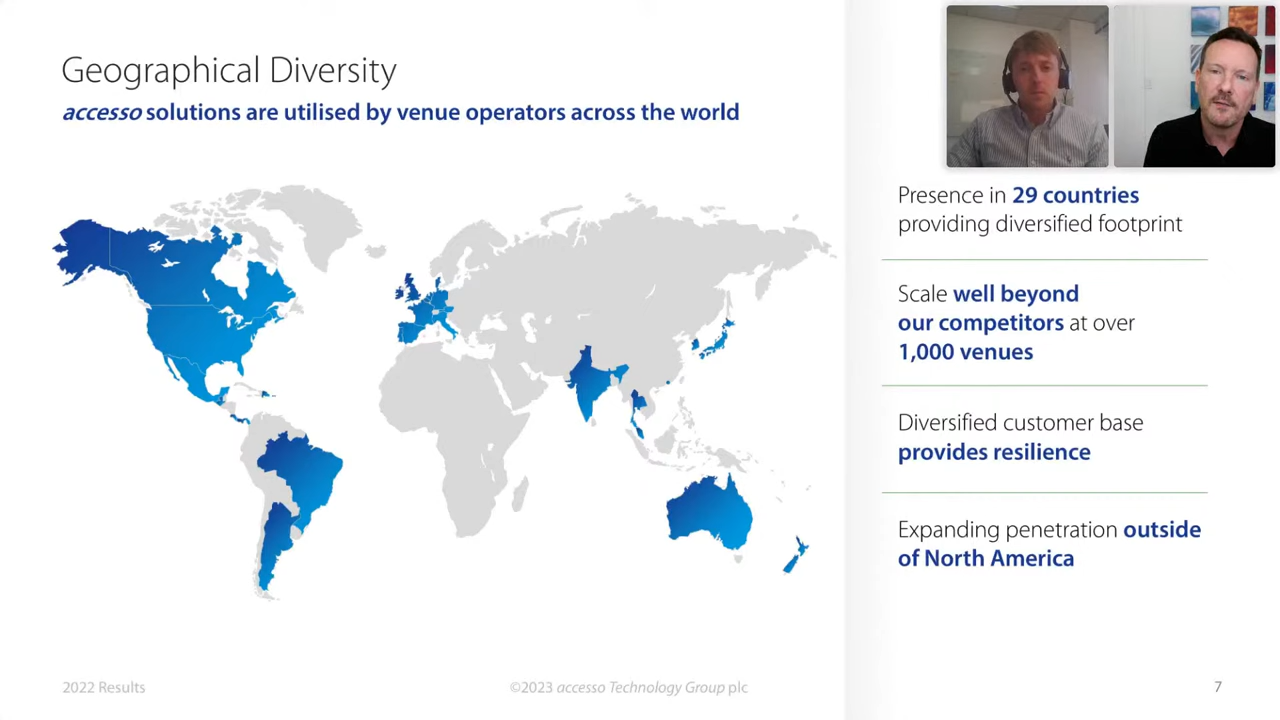 Geographical Diversity
accesso solutions are utilised by venue operators across the world
Presence in 29 countries
providing diversified footprint
Scale well beyond
our competitors at over
1,000 venues
Diversified customer base
provides resilience
Expanding penetration outside
of North America
2022 Results
©2023 accesso Technology Group plc
7